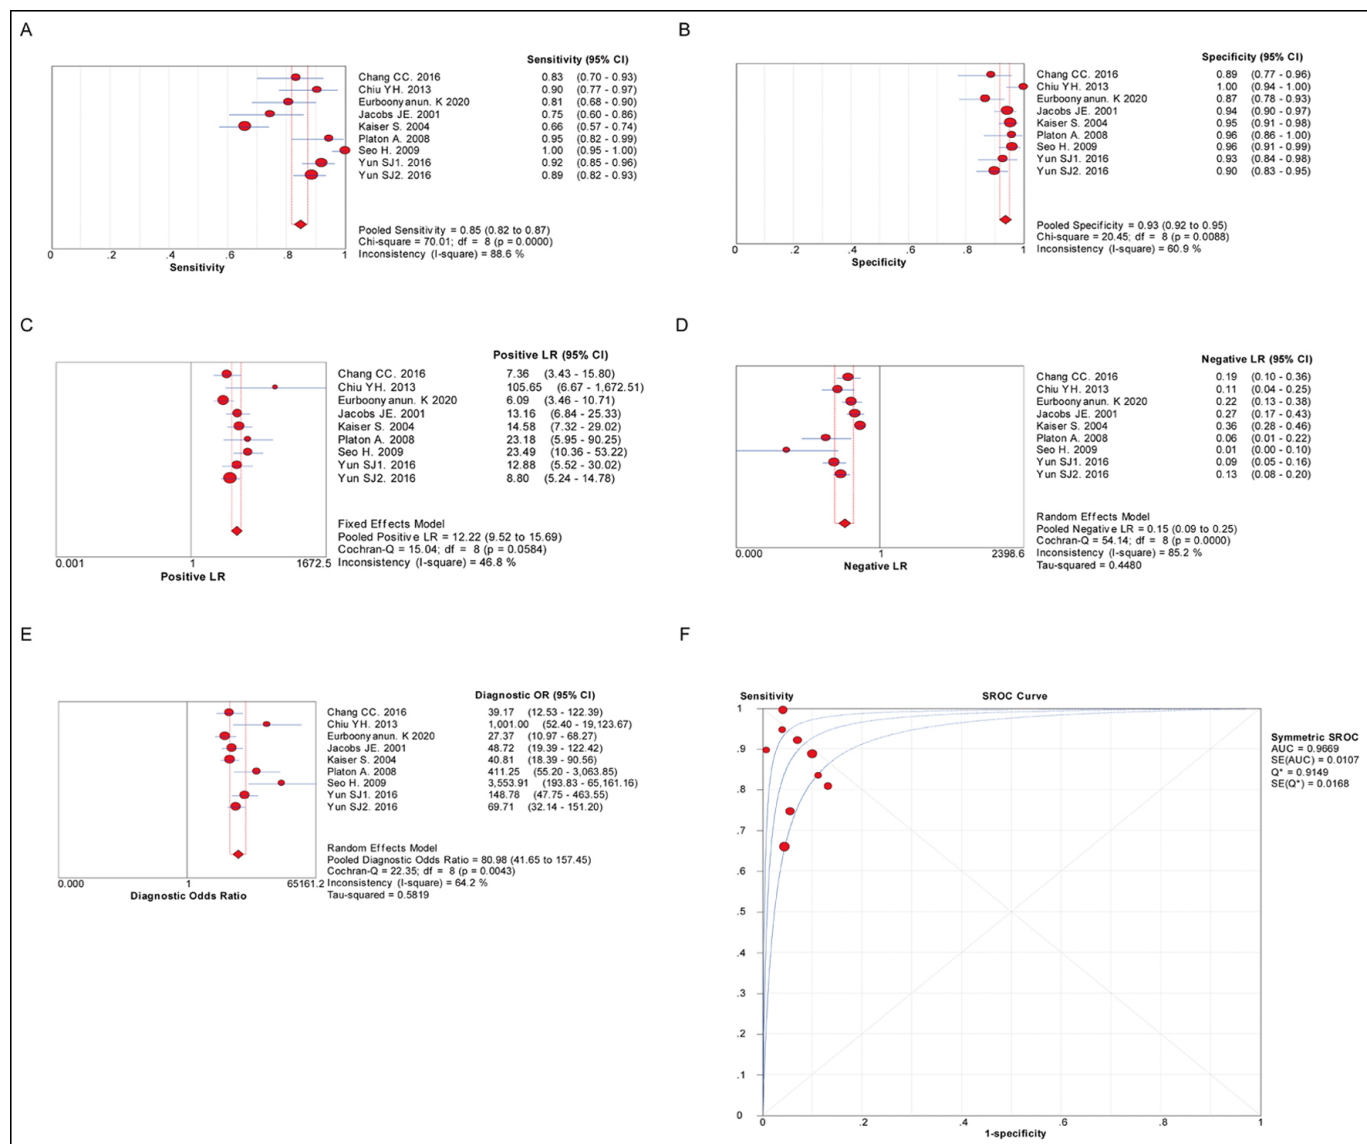 A
Sensitivity (95% CI)
Chang CC. 2016 0.83 (0.70 - 0.93)
Chiu YH. 2013 0.90 (0.77 - 0.97)
Eurboonyanun. K 2020 0.81 (0.68 - 0.90)
Jacobs JE. 2001 0.75 (0.60 - 0.86)
Kaiser S. 2004 0.66 (0.57 - 0.74)
Platon A. 2008 0.95 (0.82 - 0.99)
Seo H. 2009 1.00 (0.95 - 1.00)
Yun SJ1. 2016 0.92 (0.85 - 0.96)
Yun SJ2. 2016 0.89 (0.82 - 0.93)
Pooled Sensitivity = 0.85 (0.82 to 0.87)
Chi-square = 70.01; df = 8 (p = 0.0000)
Inconsistency (I-square) = 88.6 %
0 .2 .4 .6 .8 1
Sensitivity
B
Specificity (95% CI)
Chang CC. 2016 0.89 (0.77 - 0.96)
Chiu YH. 2013 1.00 (0.94 - 1.00)
Eurboonyanun. K 2020 0.87 (0.78 - 0.93)
Jacobs JE. 2001 0.94 (0.90 - 0.97)
Kaiser S. 2004 0.95 (0.91 - 0.98)
Platon A. 2008 0.96 (0.86 - 1.00)
Seo H. 2009 0.96 (0.91 - 0.99)
Yun SJ1. 2016 0.93 (0.84 - 0.98)
Yun SJ2. 2016 0.90 (0.83 - 0.95)
Pooled Specificity = 0.93 (0.92 to 0.95)
Chi-square = 20.45; df = 8 (p = 0.0088)
Inconsistency (I-square) = 60.9 %
0 .2 .4 .6 .8 1
Specificity
C
Positive LR (95% CI)
Chang CC. 2016 7.36 (3.43 - 15.80)
Chiu YH. 2013 105.65 (6.67 - 1,672.51)
Eurboonyanun. K 2020 6.09 (3.46 - 10.71)
Jacobs JE. 2001 13.16 (6.84 - 25.33)
Kaiser S. 2004 14.58 (7.32 - 29.02)
Platon A. 2008 23.18 (5.95 - 90.25)
Seo H. 2009 23.49 (10.36 - 53.22)
Yun SJ1. 2016 12.88 (5.52 - 30.02)
Yun SJ2. 2016 8.80 (5.24 - 14.78)
Fixed Effects Model
Pooled Positive LR = 12.22 (9.52 to 15.69)
Cochran-Q = 15.04; df = 8 (p = 0.0584)
Inconsistency (I-square) = 46.8 %
0.001 1 1672.5
Positive LR
D
Negative LR (95% CI)
Chang CC. 2016 0.19 (0.10 - 0.36)
Chiu YH. 2013 0.11 (0.04 - 0.25)
Eurboonyanun. K 2020 0.22 (0.13 - 0.38)
Jacobs JE. 2001 0.27 (0.17 - 0.43)
Kaiser S. 2004 0.36 (0.28 - 0.46)
Platon A. 2008 0.06 (0.01 - 0.22)
Seo H. 2009 0.01 (0.00 - 0.10)
Yun SJ1. 2016 0.09 (0.05 - 0.16)
Yun SJ2. 2016 0.13 (0.08 - 0.20)
Random Effects Model
Pooled Negative LR = 0.15 (0.09 to 0.25)
Cochran-Q = 54.14; df = 8 (p = 0.0000)
Inconsistency (I-square) = 85.2 %
Tau-squared = 0.4480
0.000 1 2398.6
Negative LR
E
Diagnostic OR (95% CI)
Chang CC. 2016 39.17 (12.53 - 122.39)
Chiu YH. 2013 1,001.00 (52.40 - 19,123.67)
Eurboonyanun. K 2020 27.37 (10.97 - 68.27)
Jacobs JE. 2001 48.72 (19.39 - 122.42)
Kaiser S. 2004 40.81 (18.39 - 90.56)
Platon A. 2008 411.25 (55.20 - 3,063.85)
Seo H. 2009 3,553.91 (193.83 - 65,161.16)
Yun SJ1. 2016 148.78 (47.75 - 463.55)
Yun SJ2. 2016 69.71 (32.14 - 151.20)
Random Effects Model
Pooled Diagnostic Odds Ratio = 80.98 (41.65 to 157.45)
Cochran-Q = 22.35; df = 8 (p = 0.0043)
Inconsistency (I-square) = 64.2 %
Tau-squared = 0.5819
0.000 1 65161.2
Diagnostic Odds Ratio
F
Sensitivity SROC Curve
1
.9
.8
.7
.6
.5
.4
.3
.2
.1
0
0 .2 .4 .6 .8 1
1-specificity
Symmetric SROC
AUC = 0.9669
SE(AUC) = 0.0107
Q* = 0.9149
SE(Q*) = 0.0168